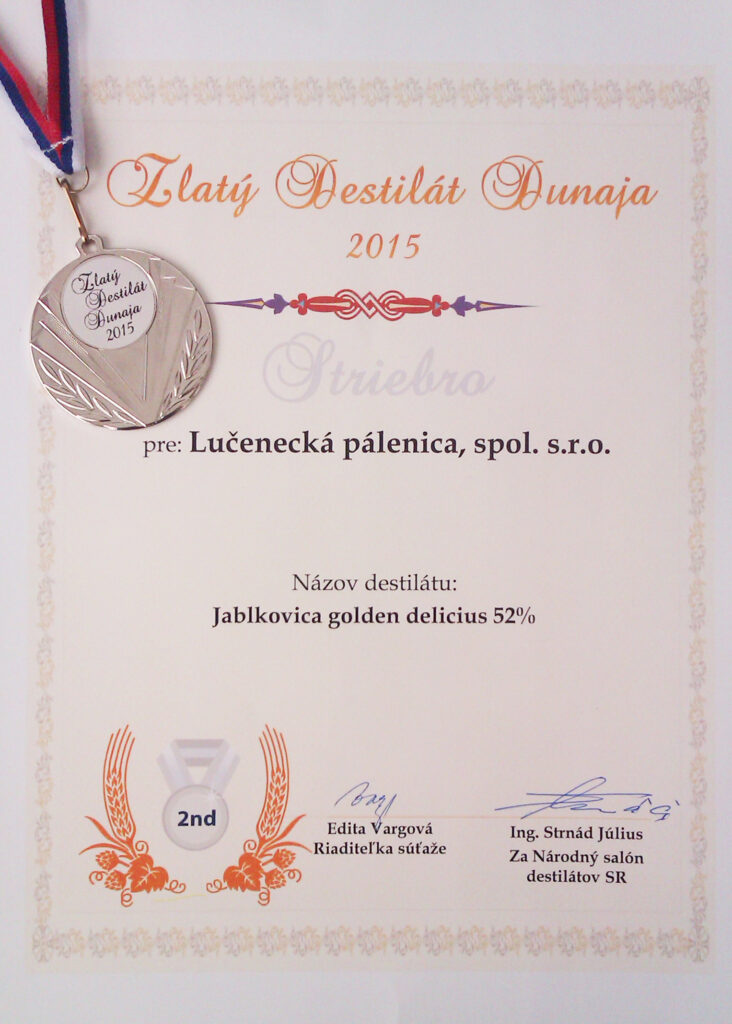 Zlatý Destilát Dunaja
2015
Zlatý
Destilát
Dunaja
2015
Striebro
pre: Lučenecká pálenica, spol. s.r.o.
Názov destilátu:
Jablkovica golden delicius 52%
2nd
Edita Vargová
Riaditeľka súťaže
Ing. Strnád Július
Za Národný salón
destilátov SR